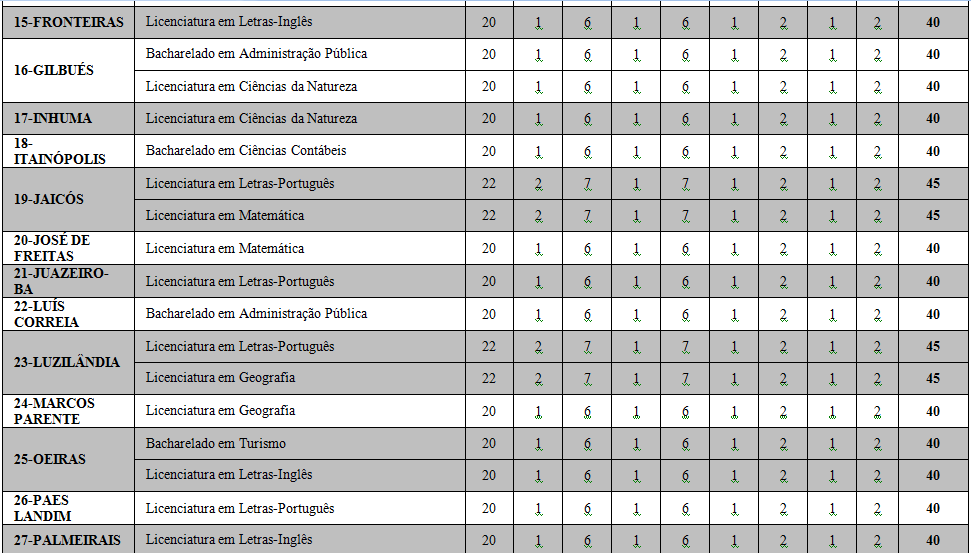 15-FRONTEIRAS Licenciatura em Letras-Inglês 20 1 6 1 6 1 2 1 2 40
16-GILBUÉS Bacharelado em Administração Pública 20 1 6 1 6 1 2 1 2 40
Licenciatura em Ciências da Natureza 20 1 6 1 6 1 2 1 2 40
17-INHUMA Licenciatura em Ciências da Natureza 20 1 6 1 6 1 2 1 2 40
18-
ITAINÓPOLIS Bacharelado em Ciências Contábeis 20 1 6 1 6 1 2 1 2 40
19-JAICÓS Licenciatura em Letras-Português 22 2 7 1 7 1 2 1 2 45
Licenciatura em Matemática 22 2 7 1 7 1 2 1 2 45
20-JOSÉ DE
FREITAS Licenciatura em Matemática 20 1 6 1 6 1 2 1 2 40
21-JUAZEIRO-
BA Licenciatura em Letras-Português 20 1 6 1 6 1 2 1 2 40
22-LUÍS
CORREIA Bacharelado em Administração Pública 20 1 6 1 6 1 2 1 2 40
23-LUZILÂNDIA Licenciatura em Letras-Português 22 2 7 1 7 1 2 1 2 45
Licenciatura em Geografia 22 2 7 1 7 1 2 1 2 45
24-MARCOS
PARENTE Licenciatura em Geografia 20 1 6 1 6 1 2 1 2 40
25-OEIRAS Bacharelado em Turismo 20 1 6 1 6 1 2 1 2 40
Licenciatura em Letras-Inglês 20 1 6 1 6 1 2 1 2 40
26-PAES
LANDIM Licenciatura em Letras-Português 20 1 6 1 6 1 2 1 2 40
27-PALMEIRAIS Licenciatura em Letras-Inglês 20 1 6 1 6 1 2 1 2 40